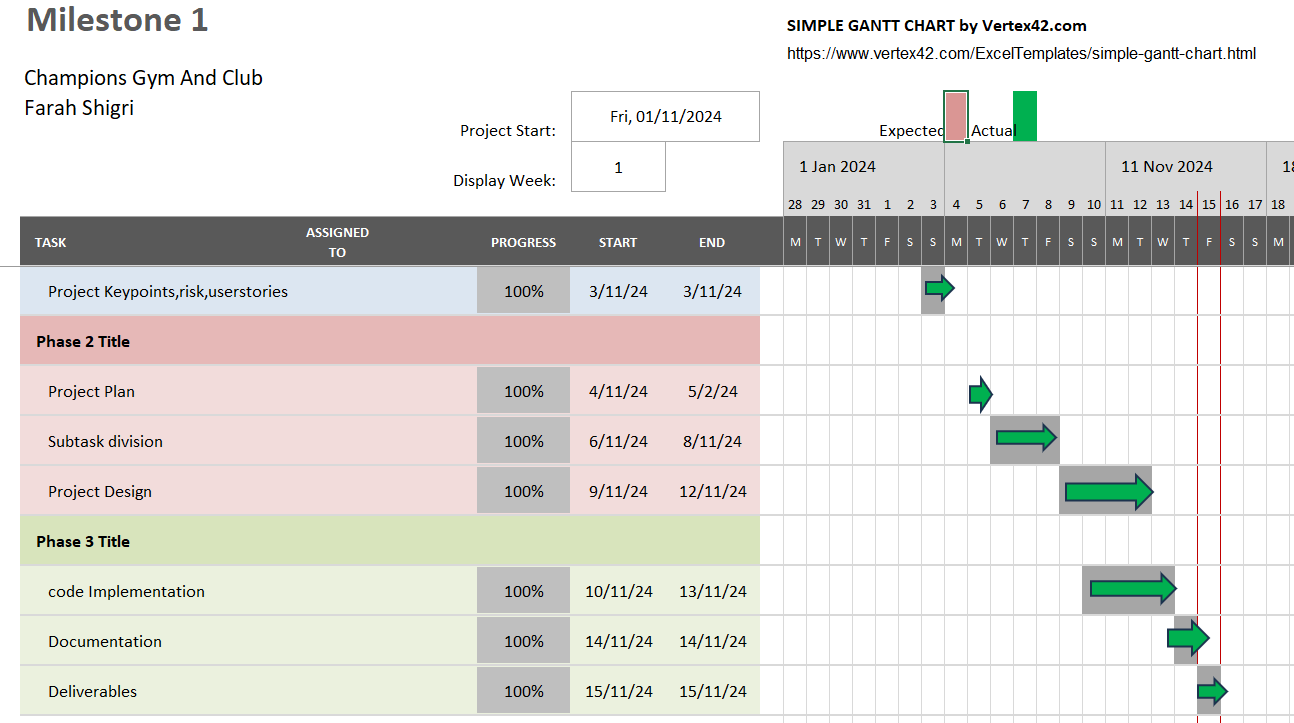 Milestone 1
SIMPLE GANTT CHART by Vertex42.com
https://www.vertex42.com/ExcelTemplates/simple-gantt-chart.html
Champions Gym And Club
Farah Shigri
Project Start: Fri, 01/11/2024
Expected Actual
Display Week: 1
1 Jan 2024 11 Nov 2024 18
28 29 30 31 1 2 3 4 5 6 7 8 9 10 11 12 13 14 15 16 17 18
TASK ASSIGNED TO PROGRESS START END M T W T F S S M T W T F S S M T W T F S S M
Project Keypoints,risk,userstories 100% 3/11/24 3/11/24
Phase 2 Title
Project Plan 100% 4/11/24 5/2/24
Subtask division 100% 6/11/24 8/11/24
Project Design 100% 9/11/24 12/11/24
Phase 3 Title
code Implementation 100% 10/11/24 13/11/24
Documentation 100% 14/11/24 14/11/24
Deliverables 100% 15/11/24 15/11/24